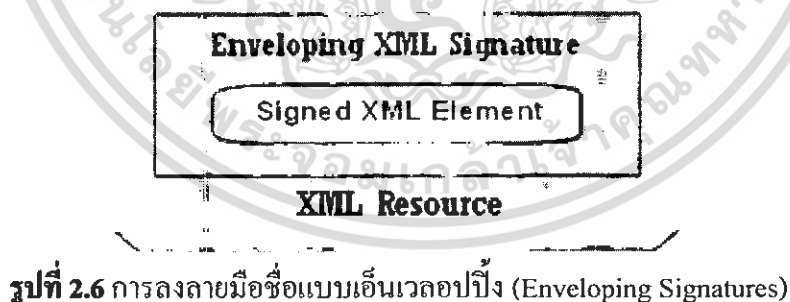 Enveloping XML Signature
Signed XML Element
XML Resource
รูปที่ 2.6 การลงลายมือชื่อแบบเอ็นเวลอปปิ้ง (Enveloping Signatures)